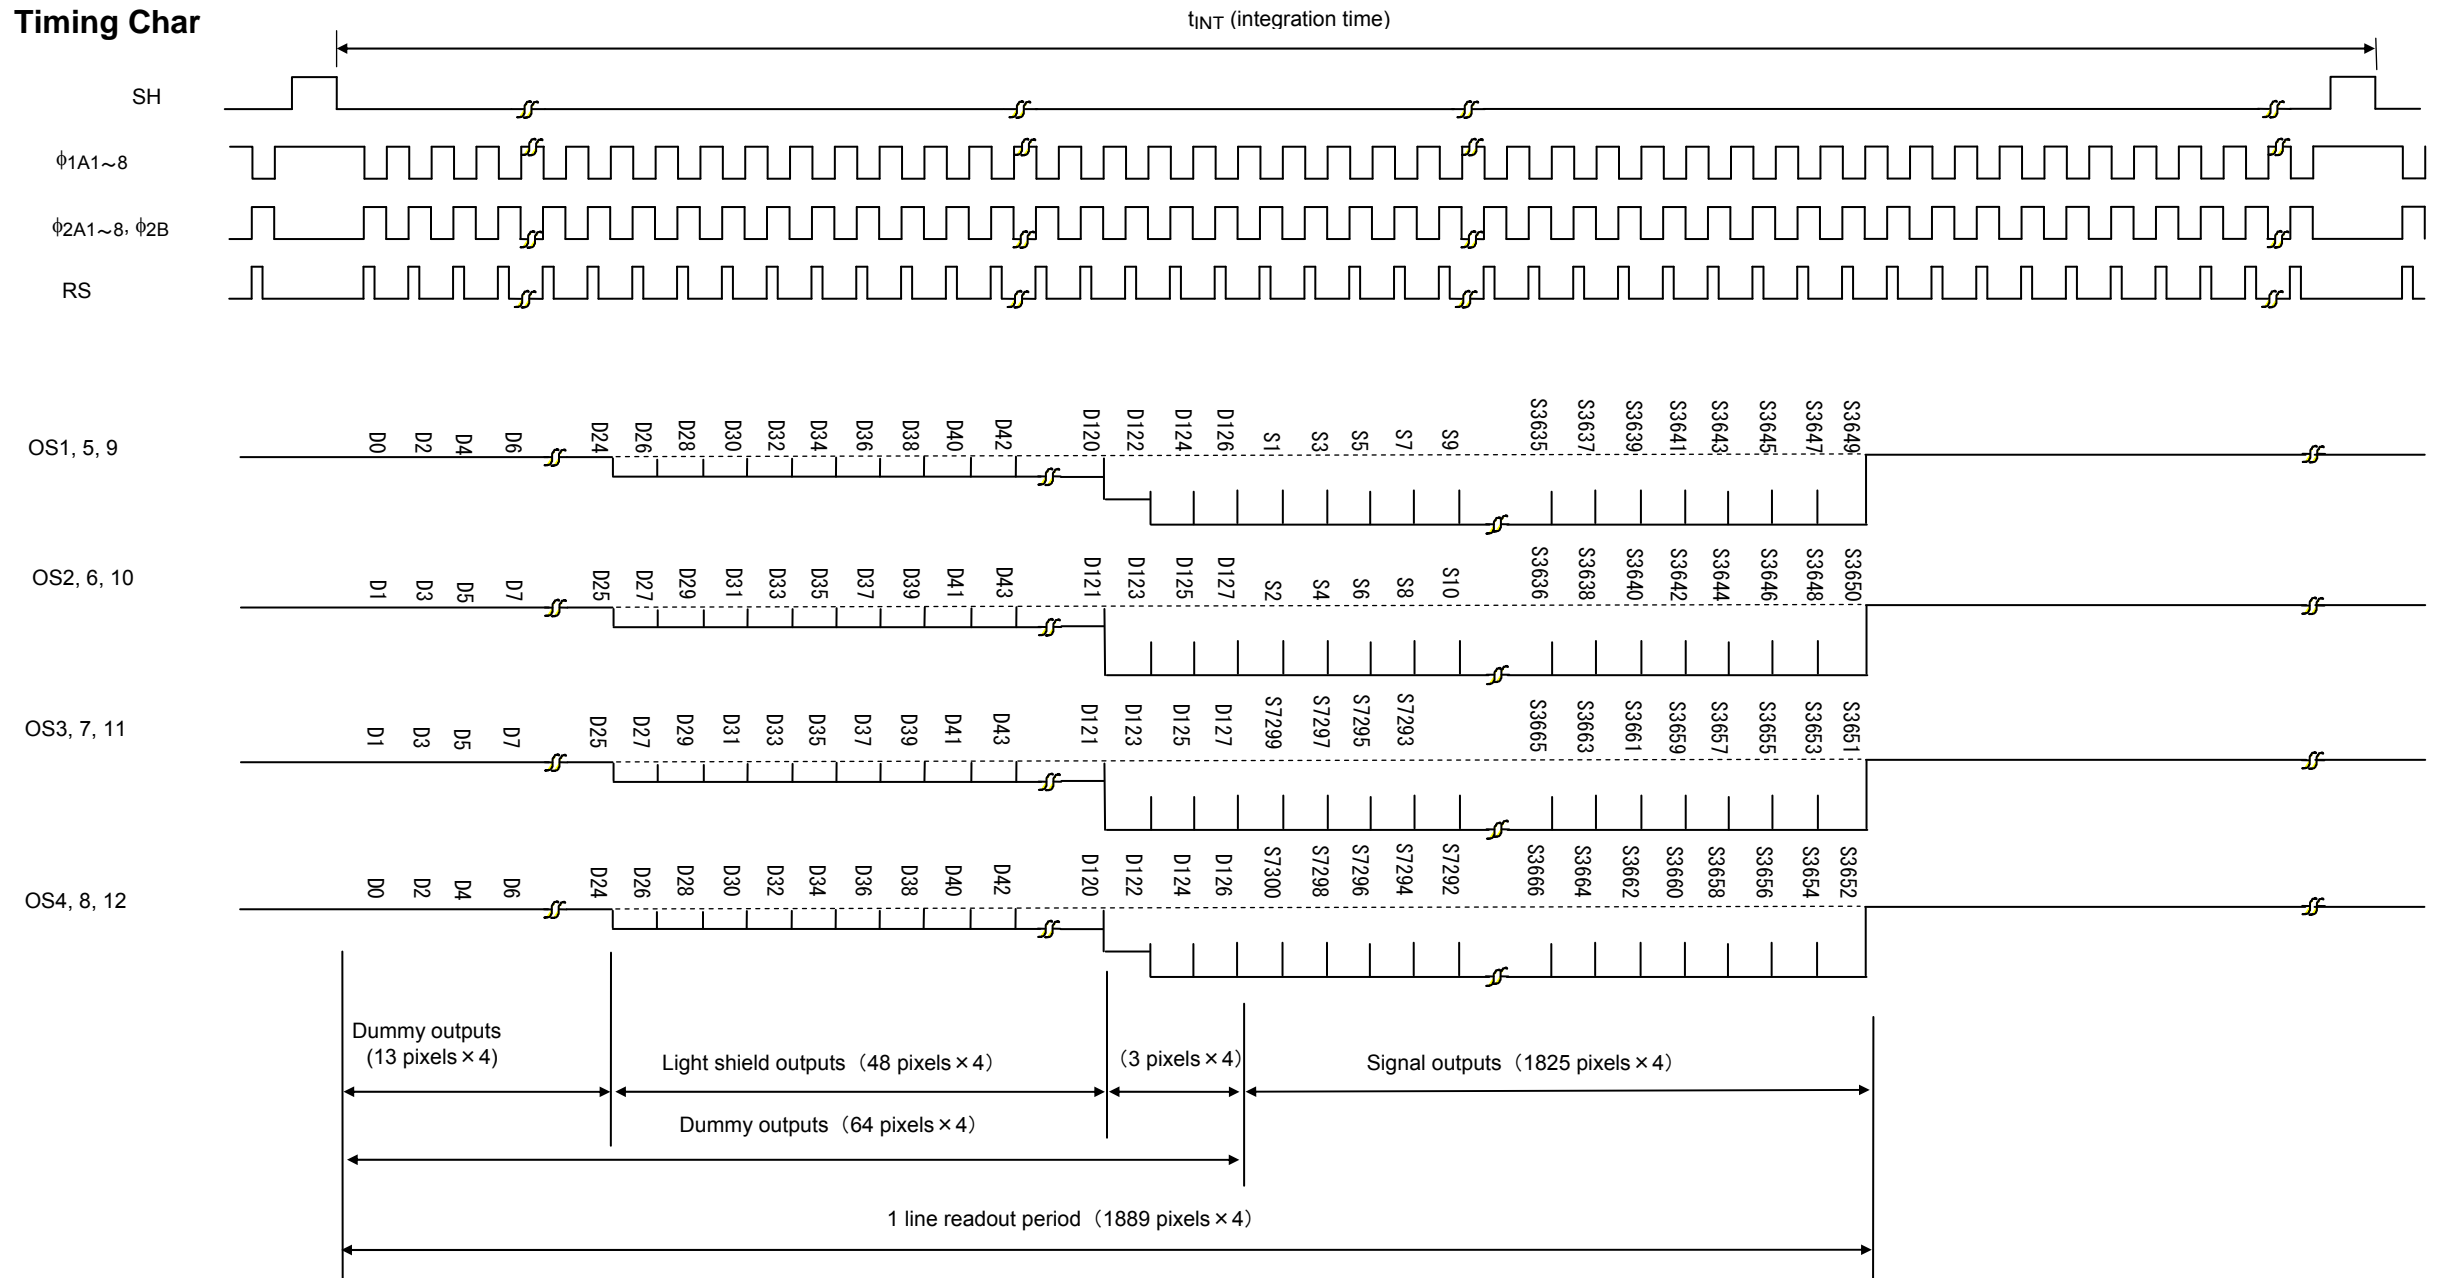 Timing Char
tINT (integration time)
SH
ϕ1A1~8
ϕ2A1~8, ϕ2B
RS
OS1, 5, 9
D0 D2 D4 D6 D24 D26 D28 D30 D32 D34 D36 D38 D40 D42 D120 D122 D124 D126 S1 S3 S5 S7 S9 S3635 S3637 S3639 S3641 S3643 S3645 S3647 S3649
OS2, 6, 10
D1 D3 D5 D7 D25 D27 D29 D31 D33 D35 D37 D39 D41 D43 D121 D123 D125 D127 S2 S4 S6 S8 S10 S3636 S3638 S3640 S3642 S3644 S3646 S3648 S3650
OS3, 7, 11
D1 D3 D5 D7 D25 D27 D29 D31 D33 D35 D37 D39 D41 D43 D121 D123 D125 D127 S7299 S7297 S7295 S7293 S3665 S3663 S3661 S3659 S3657 S3655 S3653 S3651
OS4, 8, 12
D0 D2 D4 D6 D24 D26 D28 D30 D32 D34 D36 D38 D40 D42 D120 D122 D124 D126 S7300 S7298 S7296 S7294 S7292 S3666 S3664 S3662 S3660 S3658 S3656 S3654 S3652
Dummy outputs
(13 pixels×4)
Light shield outputs（48 pixels×4）
（3 pixels×4）
Signal outputs（1825 pixels×4）
Dummy outputs（64 pixels×4）
1 line readout period（1889 pixels×4）